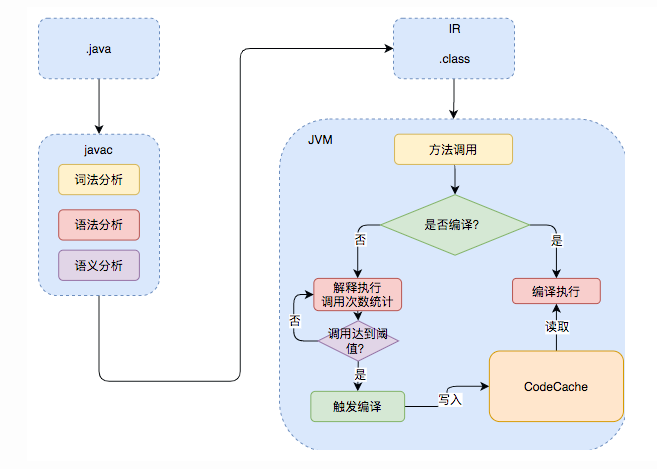 .java
IR
.class
javac
词法分析
语法分析
语义分析
JVM
方法调用
是否编译?
否
是
解释执行
调用次数统计
编译执行
否
调用达到阈
值?
读取
是
触发编译
写入
CodeCache